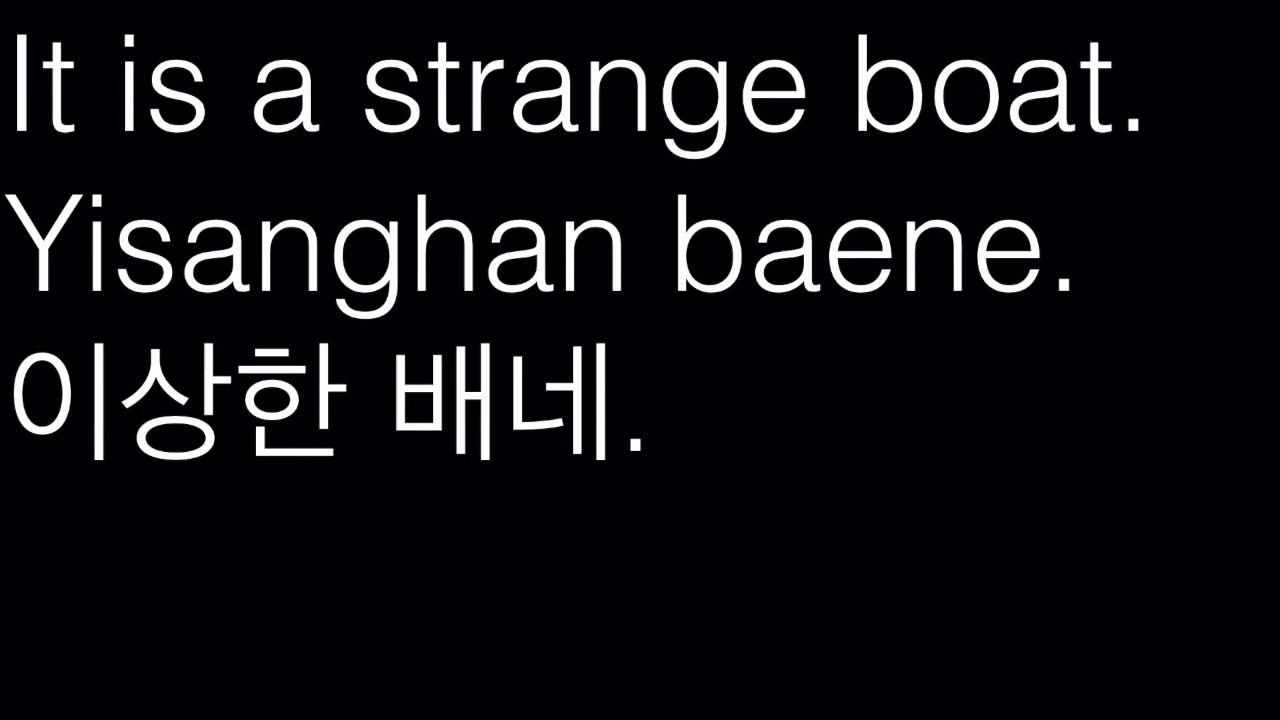 It is a strange boat.
Yisanghan baene.
이상한 배네.